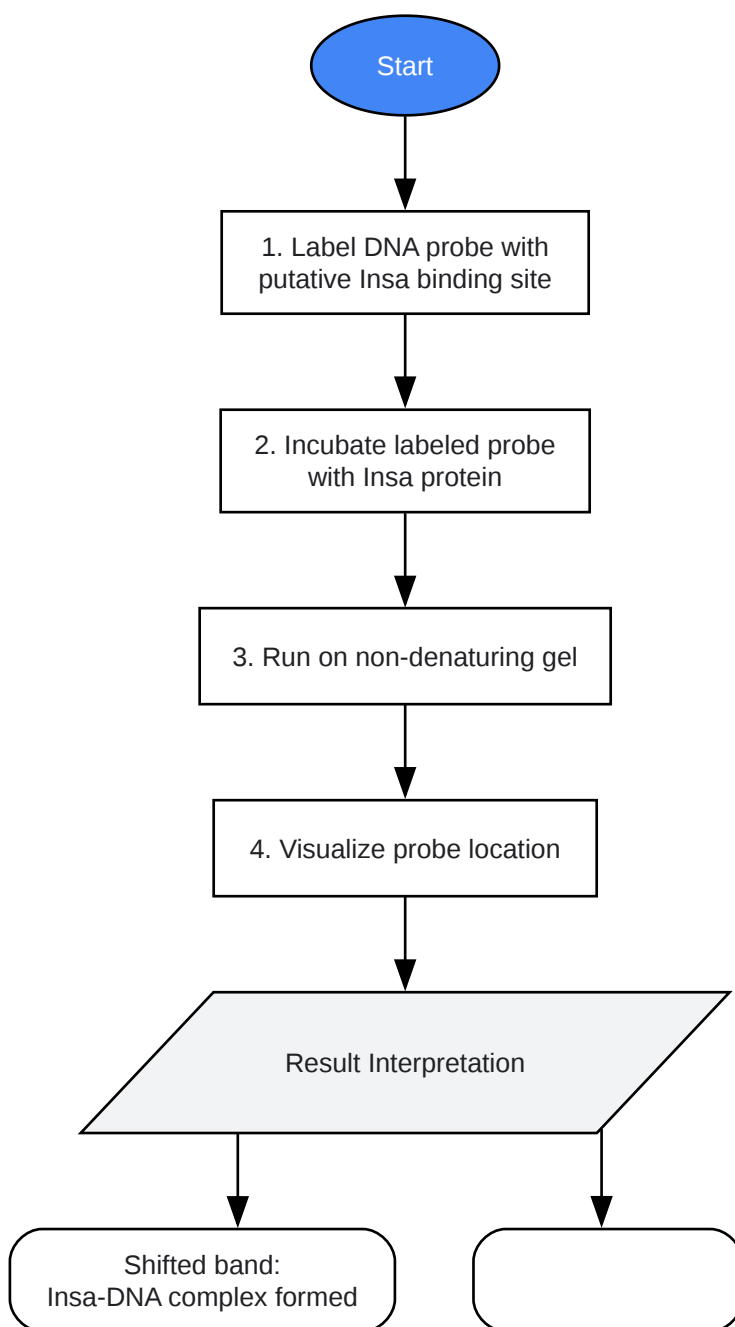 Start
1. Label DNA probe with
putative Insa binding site
2. Incubate labeled probe
with Insa protein
3. Run on non-denaturing gel
4. Visualize probe location
Result Interpretation
Shifted band:
Insa-DNA complex formed